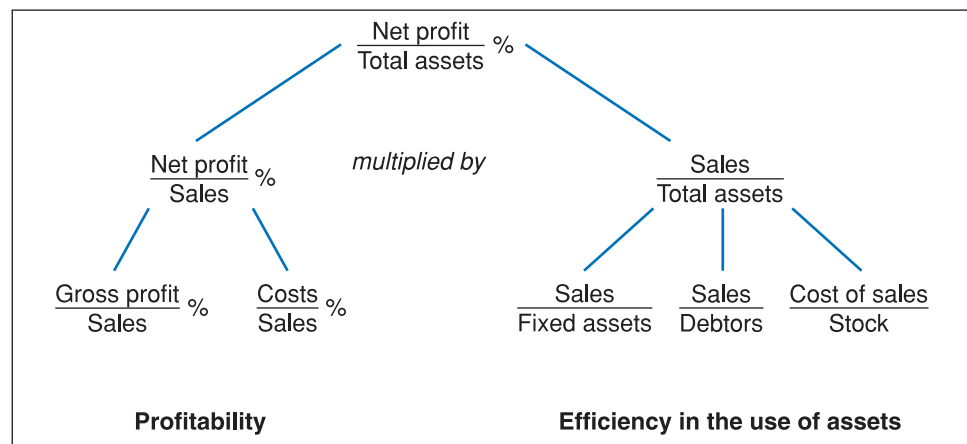 Net profit
Total assets %
Net profit
Sales %
multiplied by
Sales
Total assets
Gross profit
Sales %
Costs
Sales %
Sales
Fixed assets
Sales
Debtors
Cost of sales
Stock
Profitability
Efficiency in the use of assets